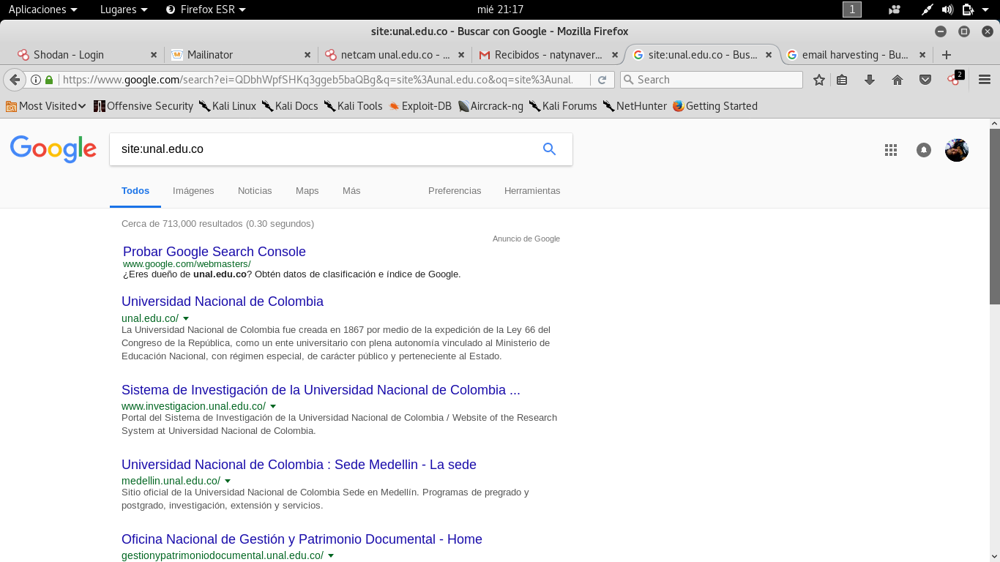 Aplicaciones Lugares Firefox ESR mié 21:17 1
site:unal.edu.co - Buscar con Google - Mozilla Firefox
Shodan - Login Mailinator netcam unal.edu.co - ... Recibidos - natynaver... site:unal.edu.co - Bus... email harvesting - Bu...
https://www.google.com/search?ei=QDbhWpfSHKq3ggeb5baQBg&q=site%3Aunal.edu.co&oq=site%3Aunal. Search 2
Most Visited Offensive Security Kali Linux Kali Docs Kali Tools Exploit-DB Aircrack-ng Kali Forums NetHunter Getting Started
Google site:unal.edu.co
Todos Imágenes Noticias Maps Más Preferencias Herramientas
Cerca de 713,000 resultados (0.30 segundos)
Anuncio de Google
Probar Google Search Console
www.google.com/webmasters/
¿Eres dueño de unal.edu.co? Obtén datos de clasificación e índice de Google.
Universidad Nacional de Colombia
unal.edu.co/
La Universidad Nacional de Colombia fue creada en 1867 por medio de la expedición de la Ley 66 del
Congreso de la República, como un ente universitario con plena autonomía vinculado al Ministerio de
Educación Nacional, con régimen especial, de carácter público y perteneciente al Estado.
Sistema de Investigación de la Universidad Nacional de Colombia ...
www.investigacion.unal.edu.co/
Portal del Sistema de Investigación de la Universidad Nacional de Colombia / Website of the Research
System at Universidad Nacional de Colombia.
Universidad Nacional de Colombia : Sede Medellin - La sede
medellin.unal.edu.co/
Sitio oficial de la Universidad Nacional de Colombia Sede en Medellín. Programas de pregrado y
postgrado, investigación, extensión y servicios.
Oficina Nacional de Gestión y Patrimonio Documental - Home
gestionypatrimoniodocumental.unal.edu.co/